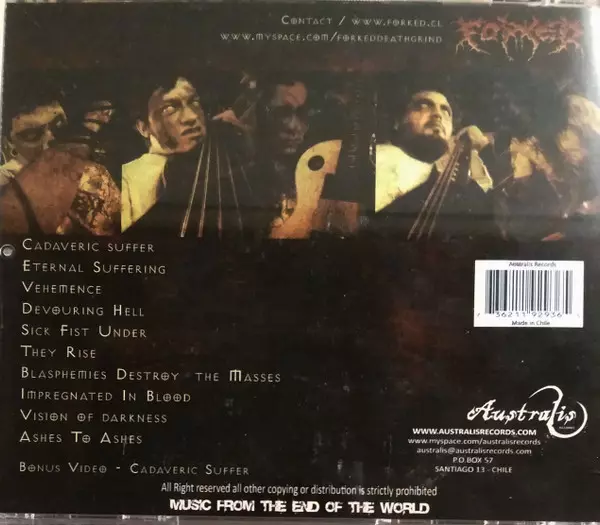 Contact / www.forked.cl
www.myspace.com/forkeddeathgrind
FORKED
Cadaveric suffer
Eternal Suffering
Vehemence
Devouring Hell
Sick Fist Under
They Rise
Blasphemies Destroy the Masses
Impregnated In Blood
Vision of darkness
Ashes To Ashes
Bonus Video - Cadaveric Suffer
Australis Records
36211 92936
Made in Chile
Australis
RECORDS
WWW.AUSTRALISRECORDS.COM
www.myspace.com/australisrecords
australis@australisrecords.com
P.O BOX 57
SANTIAGO 13 - CHILE
All Right reserved all other copying or distribution is strictly prohibited
MUSIC FROM THE END OF THE WORLD